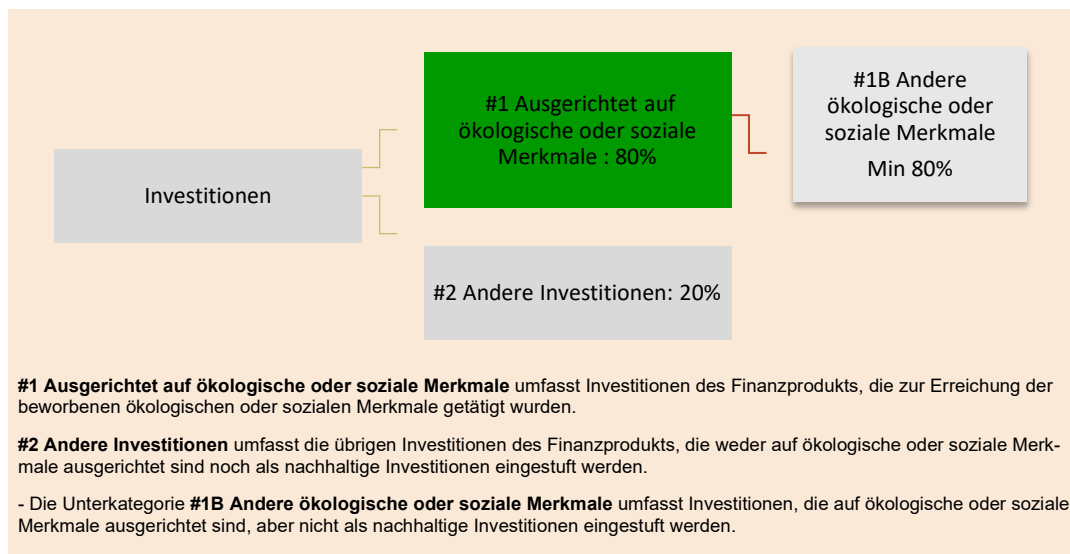 Investitionen
#1 Ausgerichtet auf
ökologische oder soziale
Merkmale : 80%
#1B Andere
ökologische oder
soziale Merkmale
Min 80%
#2 Andere Investitionen: 20%
#1 Ausgerichtet auf ökologische oder soziale Merkmale umfasst Investitionen des Finanzprodukts, die zur Erreichung der
beworbenen ökologischen oder sozialen Merkmale getätigt wurden.
#2 Andere Investitionen umfasst die übrigen Investitionen des Finanzprodukts, die weder auf ökologische oder soziale Merk-
male ausgerichtet sind noch als nachhaltige Investitionen eingestuft werden.
- Die Unterkategorie #1B Andere ökologische oder soziale Merkmale umfasst Investitionen, die auf ökologische oder soziale
Merkmale ausgerichtet sind, aber nicht als nachhaltige Investitionen eingestuft werden.